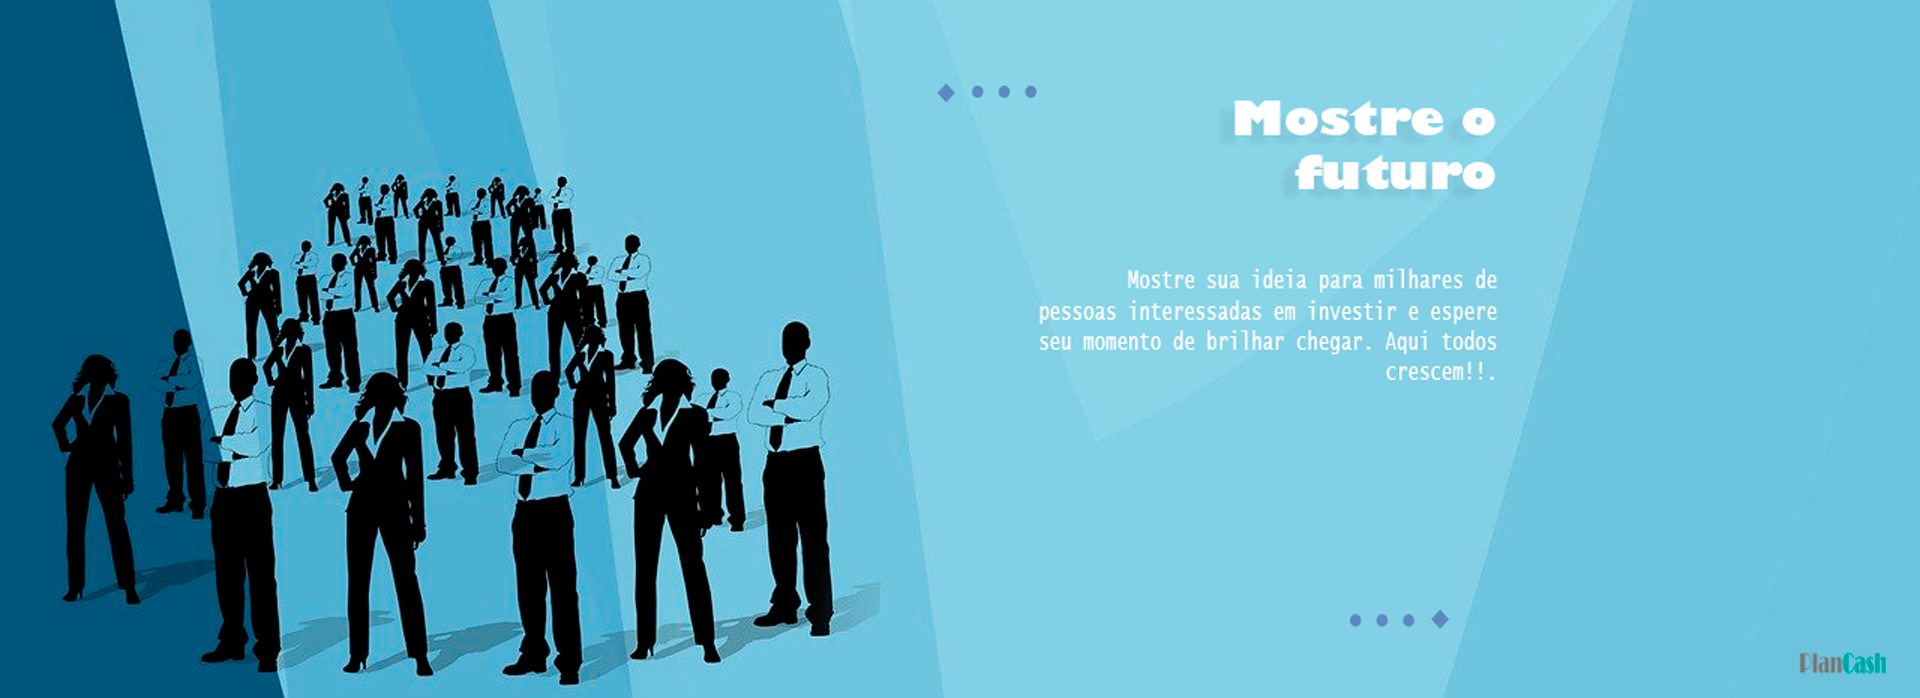 Mostre o
futuro
Mostre sua ideia para milhares de
pessoas interessadas em investir e espere
seu momento de brilhar chegar. Aqui todos
crescem!!.
PlanCash